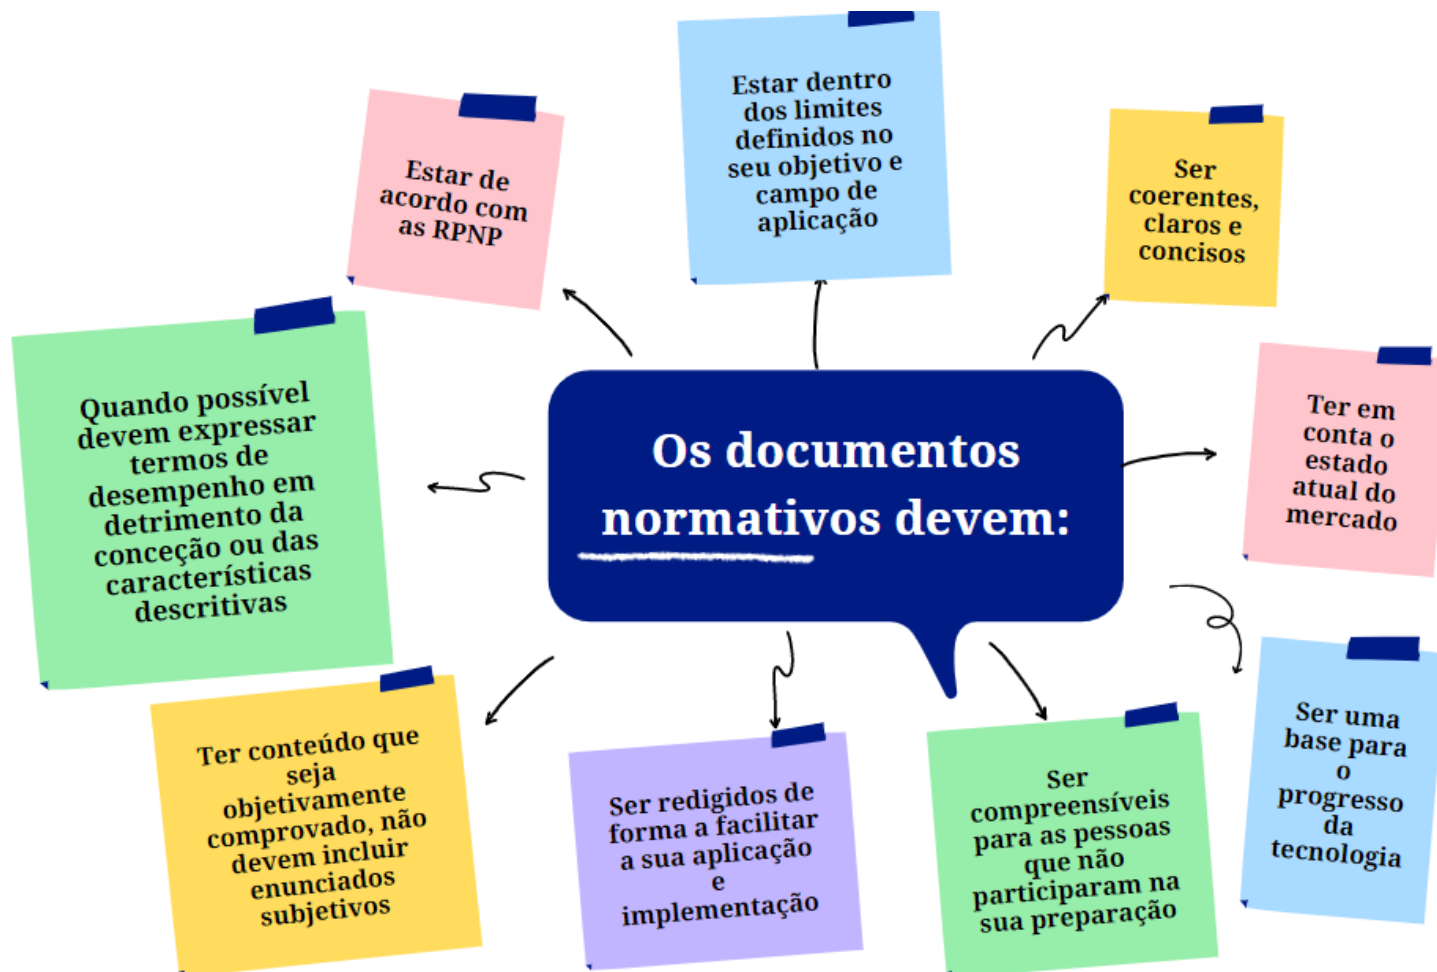 Estar dentro
dos limites
definidos no
seu objetivo e
campo de
aplicação
Estar de
acordo com
as RPNP
Ser
coerentes,
claros e
concisos
Quando possível
devem expressar
termos de
desempenho em
detrimento da
conceção ou das
características
descritivas
Os documentos
normativos devem:
Ter em
conta o
estado
atual do
mercado
Ter conteúdo que
seja
objetivamente
comprovado, não
devem incluir
enunciados
subjetivos
Ser redigidos de
forma a facilitar
a sua aplicação
e
implementação
Ser
compreensíveis
para as pessoas
que não
participaram na
sua preparação
Ser uma
base para
o
progresso
da
tecnologia